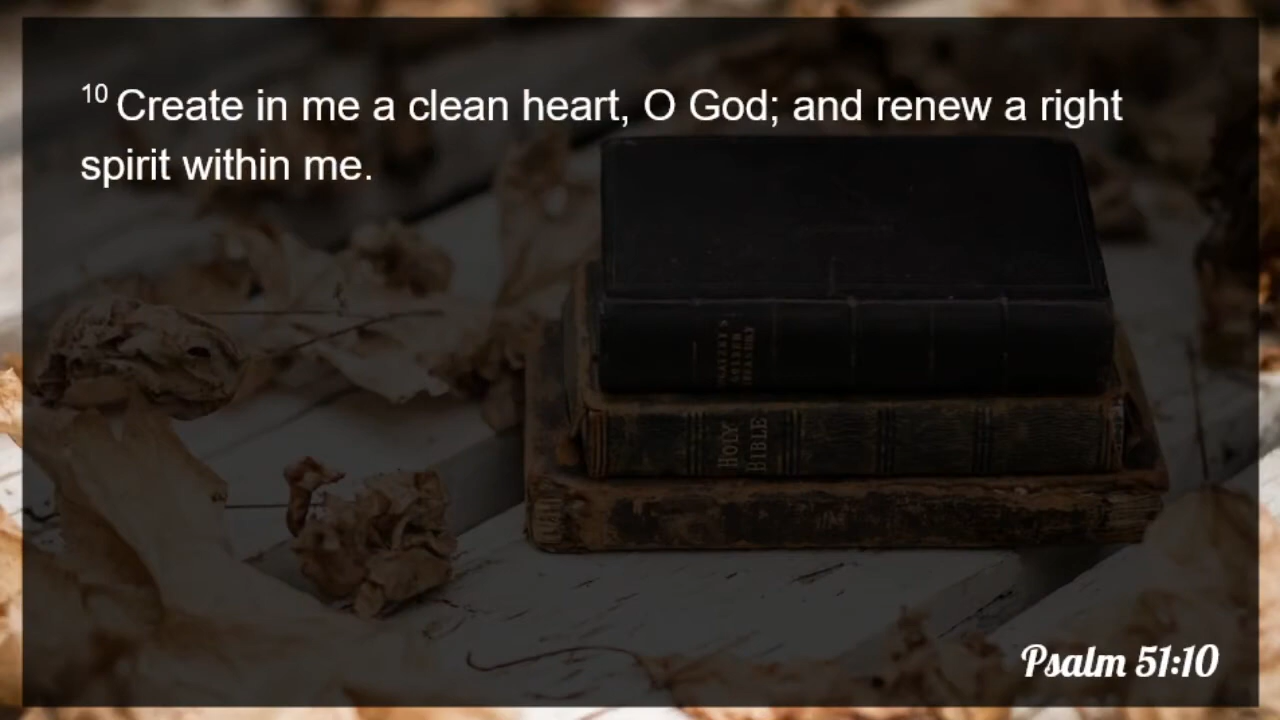 10 Create in me a clean heart, O God; and renew a right
spirit within me.
HOLY
BIBLE
Psalm 51:10